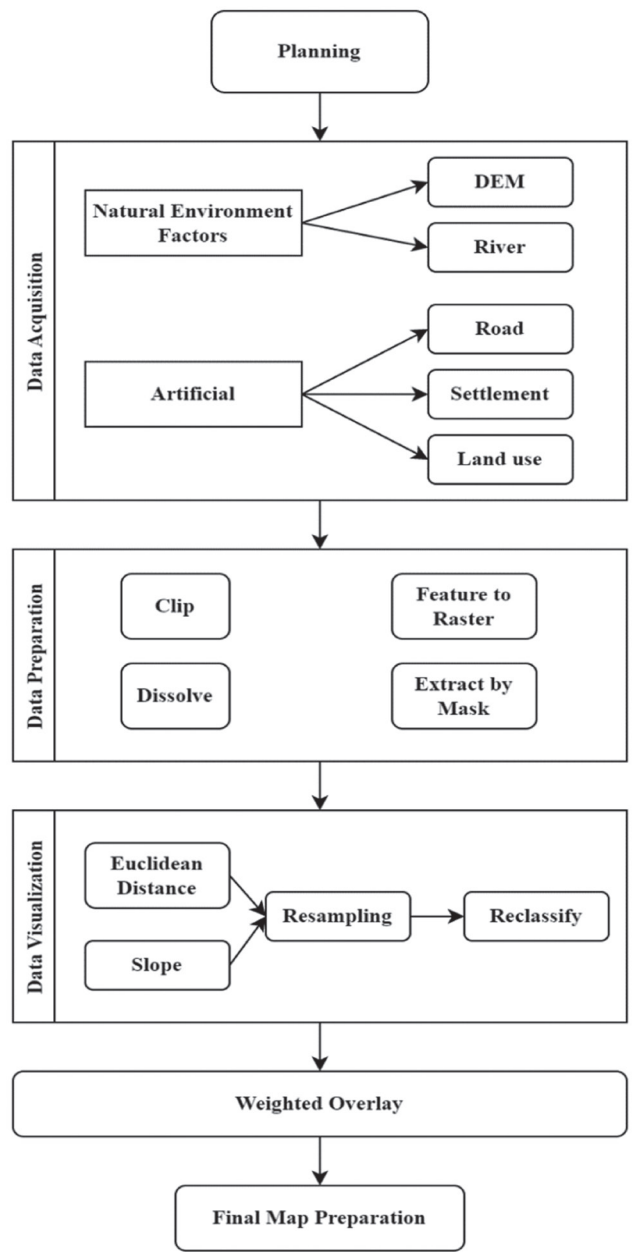 Planning
Data Acquisition
Natural Environment
Factors
DEM
River
Artificial
Road
Settlement
Land use
Data Preparation
Clip
Feature to
Raster
Dissolve
Extract by
Mask
Data Visualization
Euclidean
Distance
Slope
Resampling
Reclassify
Weighted Overlay
Final Map Preparation